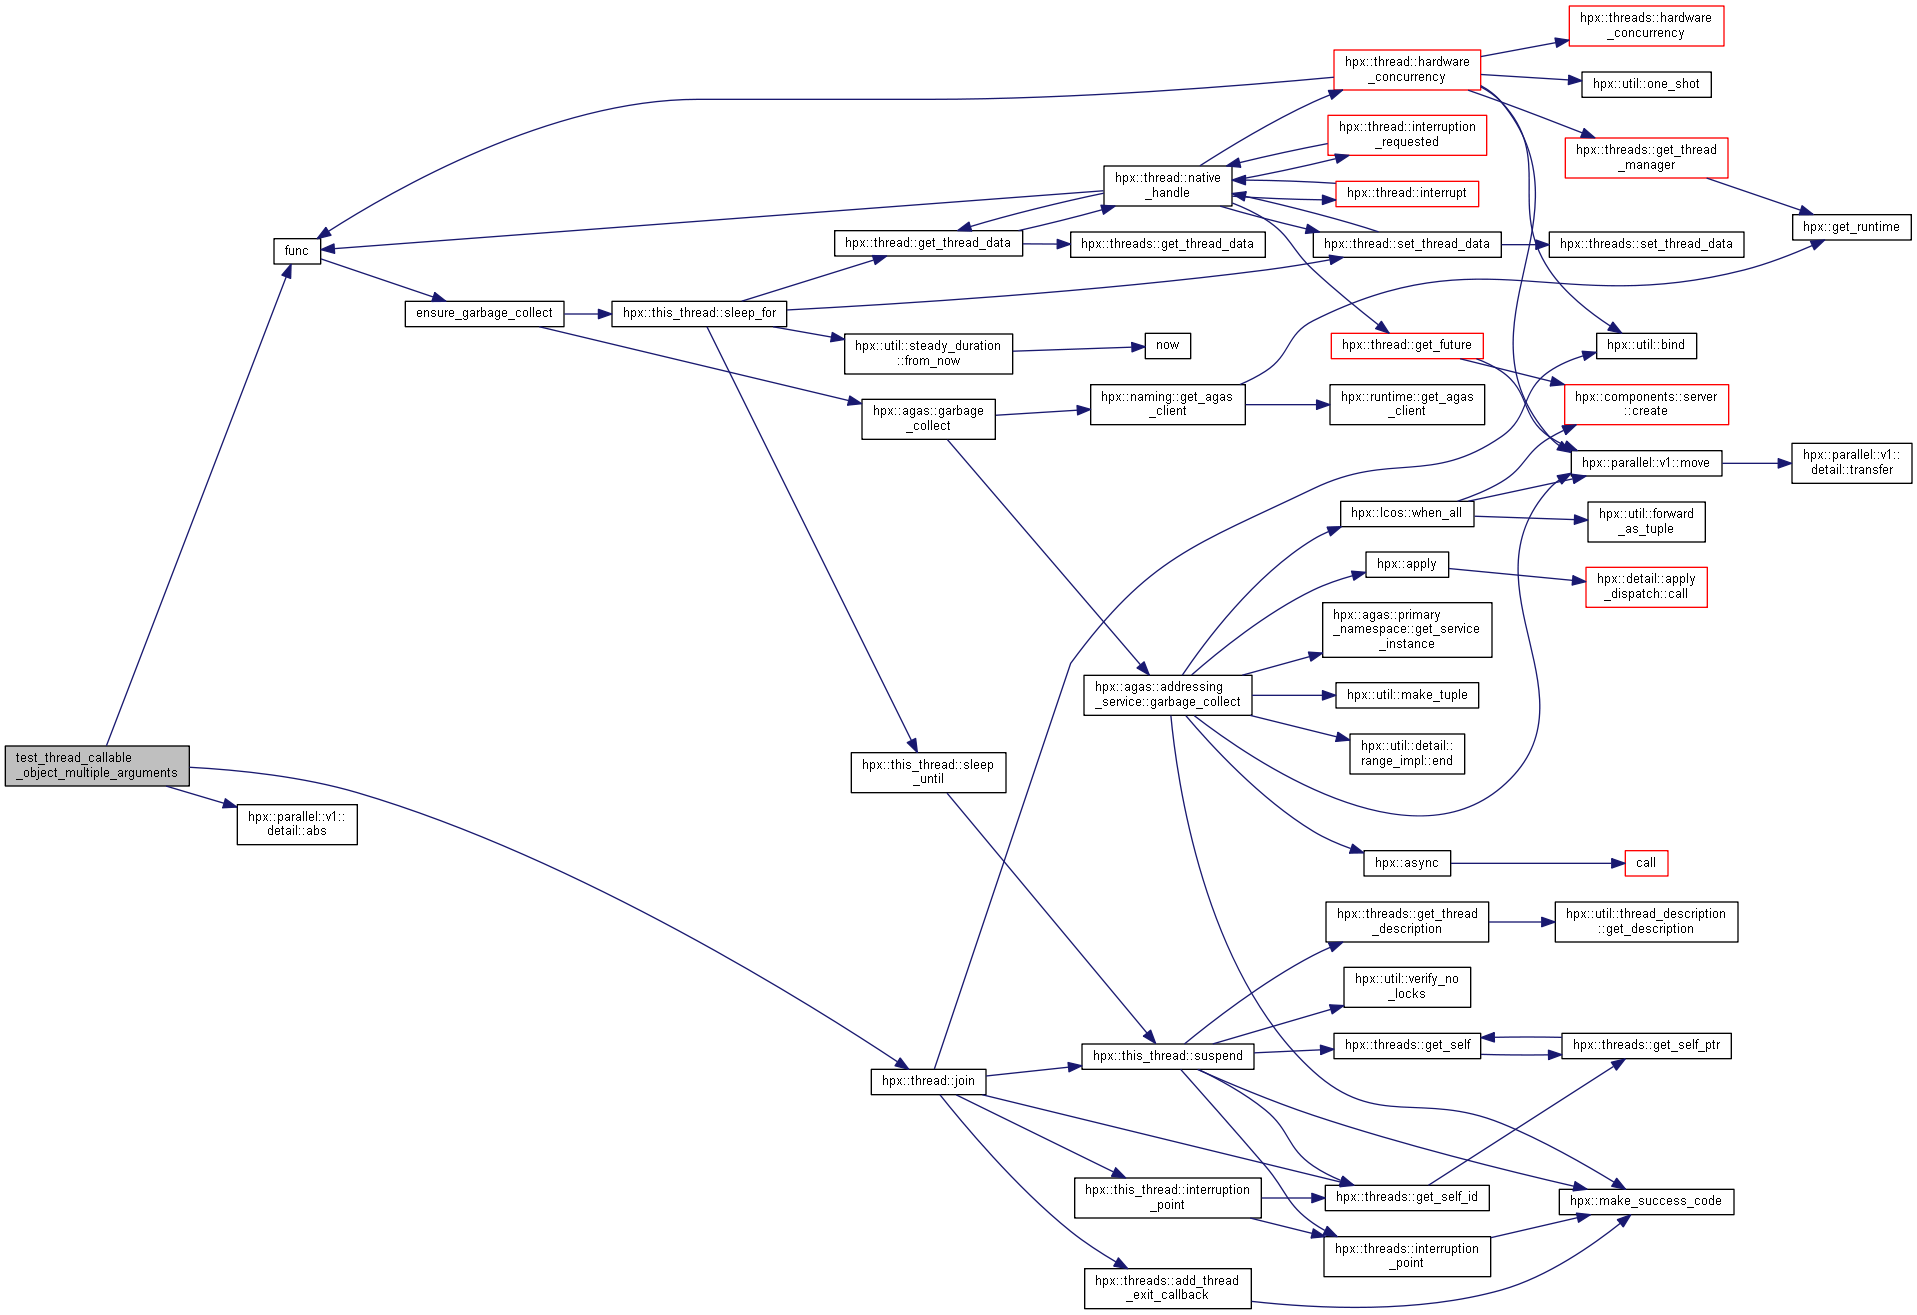 hpx::threads::hardware
_concurrency
hpx::thread::hardware
_concurrency
hpx::util::one_shot
hpx::thread::interruption
_requested
hpx::threads::get_thread
_manager
hpx::thread::native
_handle
hpx::thread::interrupt
hpx::get_runtime
func
hpx::thread::get_thread_data
hpx::threads::get_thread_data
hpx::thread::set_thread_data
hpx::threads::set_thread_data
ensure_garbage_collect
hpx::this_thread::sleep_for
hpx::util::steady_duration
::from_now
now
hpx::thread::get_future
hpx::util::bind
hpx::agas::garbage
_collect
hpx::naming::get_agas
_client
hpx::runtime::get_agas
_client
hpx::components::server
::create
hpx::parallel::v1::move
hpx::parallel::v1::
detail::transfer
hpx::lcos::when_all
hpx::util::forward
_as_tuple
hpx::apply
hpx::detail::apply
_dispatch::call
hpx::agas::primary
_namespace::get_service
_instance
hpx::agas::addressing
_service::garbage_collect
hpx::util::make_tuple
hpx::util::detail::
range_impl::end
test_thread_callable
_object_multiple_arguments
hpx::this_thread::sleep
_until
hpx::parallel::v1::
detail::abs
hpx::async
call
hpx::threads::get_thread
_description
hpx::util::thread_description
::get_description
hpx::util::verify_no
_locks
hpx::this_thread::suspend
hpx::threads::get_self
hpx::threads::get_self_ptr
hpx::thread::join
hpx::this_thread::interruption
_point
hpx::threads::get_self_id
hpx::make_success_code
hpx::threads::interruption
_point
hpx::threads::add_thread
_exit_callback